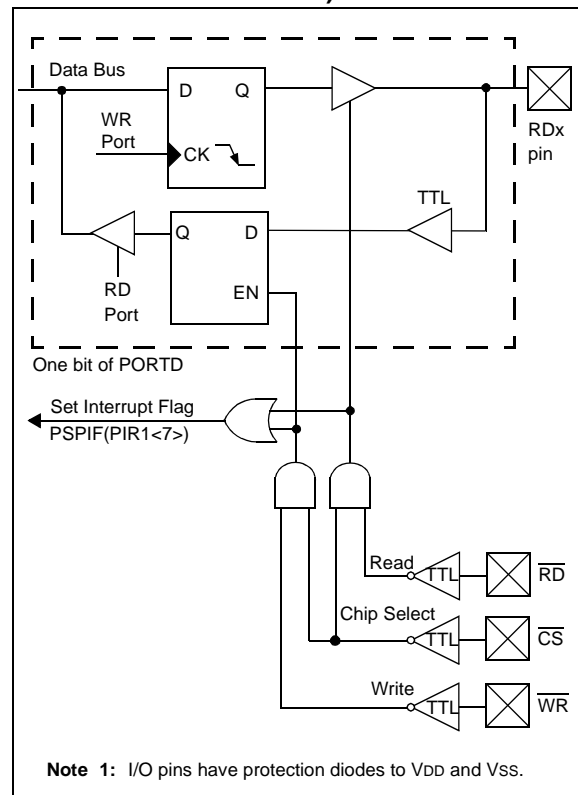 Data Bus
D Q
WR
Port
CK
RDx
pin
TTL
Q D
EN
RD
Port
One bit of PORTD
Set Interrupt Flag
PSPIF(PIR1<7>)
Read
TTL
RD
Chip Select
TTL
CS
Write
TTL
WR
Note 1: I/O pins have protection diodes to VDD and VSS.